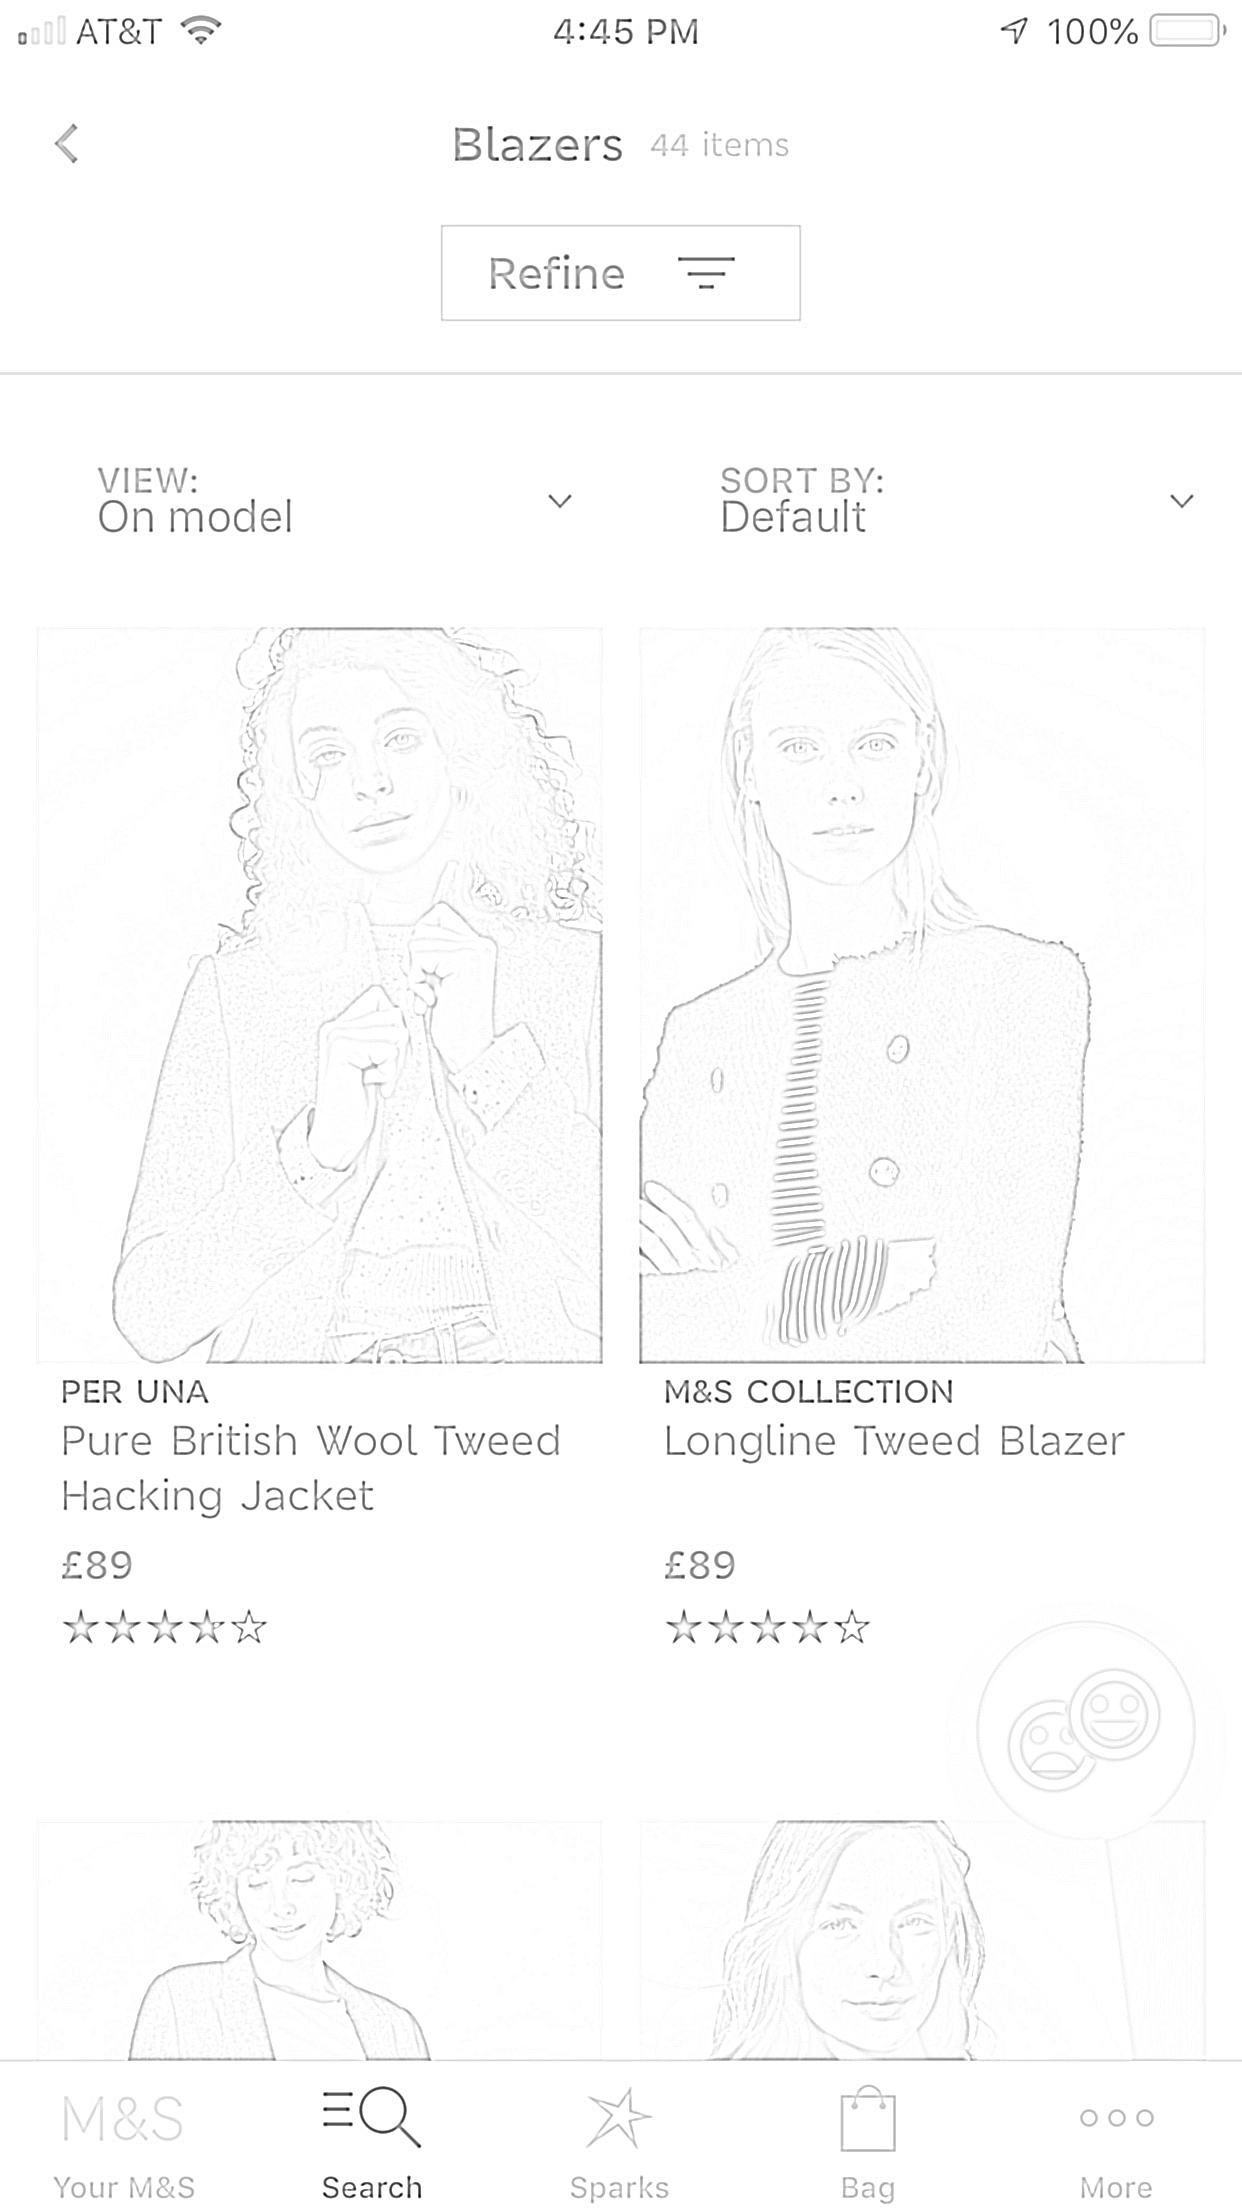 AT&T 4:45 PM 100%
Blazers 44 items
Refine
VIEW:
On model
SORT BY:
Default
PER UNA
Pure British Wool Tweed
Hacking Jacket
£89
M&S COLLECTION
Longline Tweed Blazer
£89
M&S
Your M&S Search Sparks Bag More